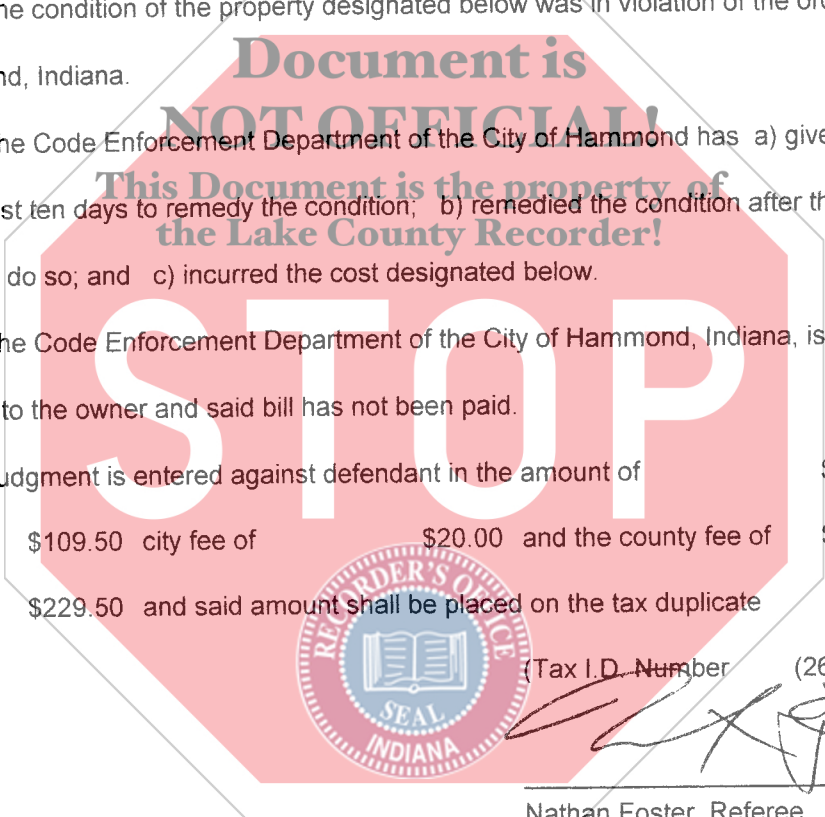 he condition of the property designated below was in violation of the ord
nd, Indiana.
he Code Enforcement Department of the City of Hammond has a) give
st ten days to remedy the condition; b) remedied the condition after th
do so; and c) incurred the cost designated below.
he Code Enforcement Department of the City of Hammond, Indiana, is
to the owner and said bill has not been paid.
udgment is entered against defendant in the amount of $
$109.50 city fee of $20.00 and the county fee of $
$229.50 and said amount shall be placed on the tax duplicate
(Tax I.D. Number (26
Nathan Foster, Referee
Document is
NOT OFFICIAL!
This Document is the property of
the Lake County Recorder!
STOP
RECORDER'S OFFICE
SEAL
INDIANA